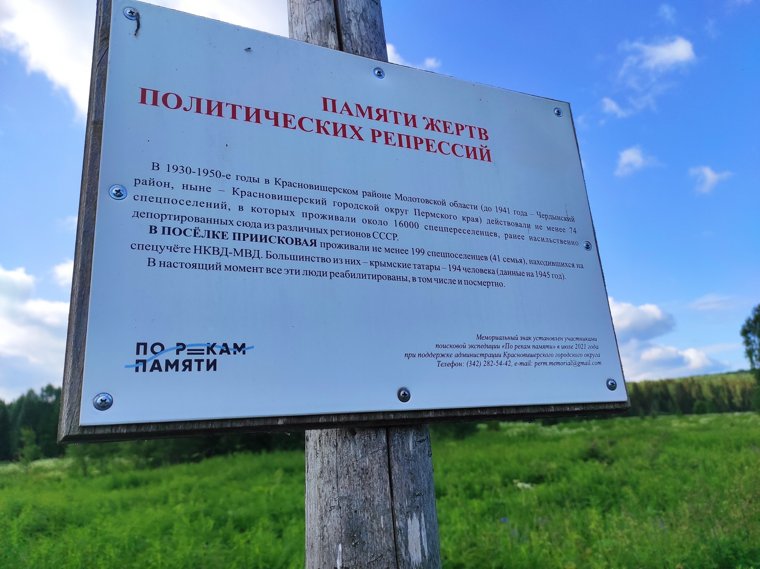 ПАМЯТИ ЖЕРТВ
ПОЛИТИЧЕСКИХ РЕПРЕССИЙ
В 1930-1950-е годы в Красновишерском районе Молотовской области (до 1941 года – Чердынский
район, ныне – Красновишерский городской округ Пермского края) действовали не менее 74
спецпоселений, в которых проживали около 16000 спецпереселенцев, ранее насильственно
депортированных сюда из различных регионов СССР.
В ПОСЁЛКЕ ПРИИСКОВАЯ проживали не менее 199 спецпоселенцев (41 семья), находившихся на
спецучёте НКВД-МВД. Большинство из них – крымские татары – 194 человека (данные на 1945 год).
В настоящий момент все эти люди реабилитированы, в том числе и посмертно.
ПО РЕКАМ
ПАМЯТИ
Мемориальный знак установлен участниками
поисковой экспедиции «По рекам памяти» в июле 2021 года
при поддержке администрации Красновишерского городского округа
Телефон: (342) 282-54-42, e-mail: perm.memorial@gmail.com